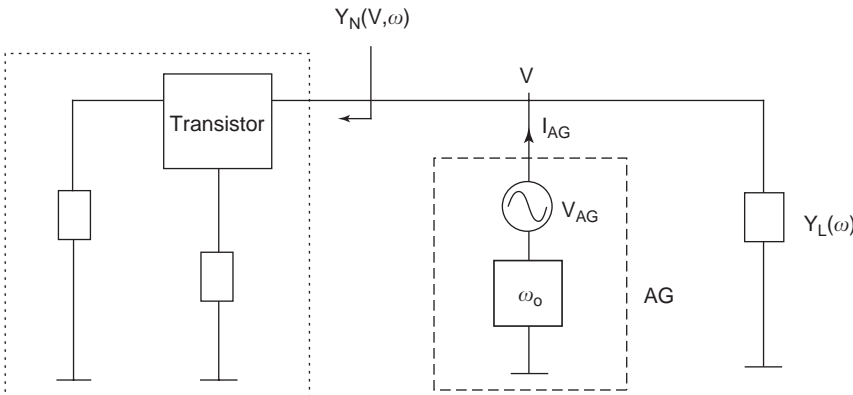 Y_N(V,ω)
V
Transistor
I_AG
V_AG
Y_L(ω)
ω_o
AG